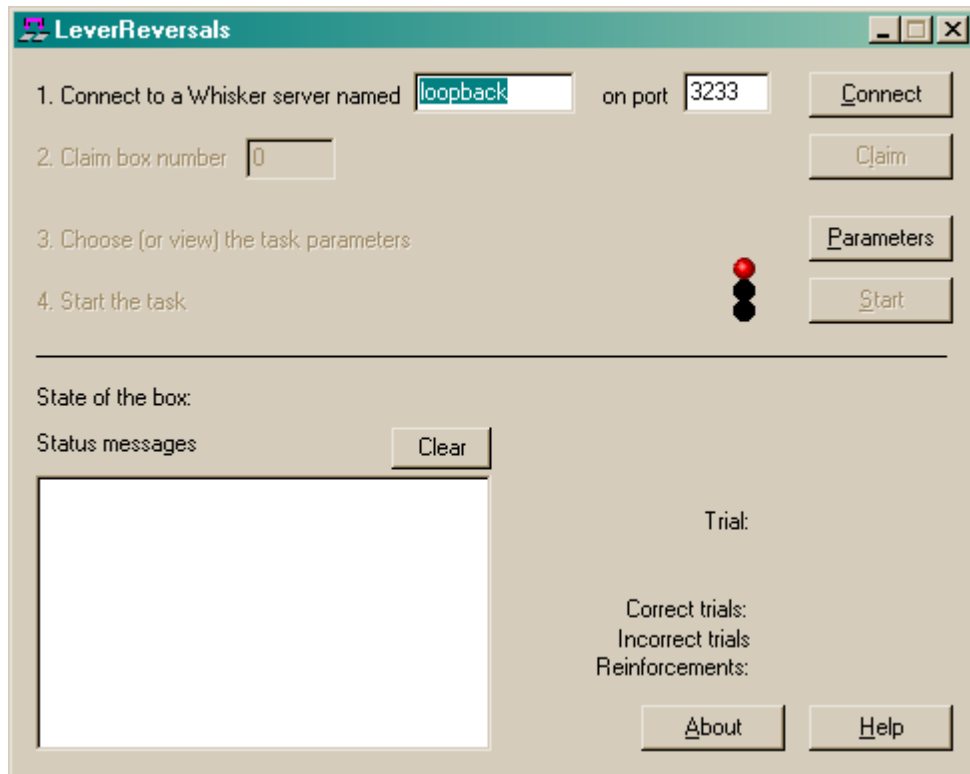 LeverReversals
1. Connect to a Whisker server named loopback on port 3233 Connect
2. Claim box number 0 Claim
3. Choose (or view) the task parameters Parameters
4. Start the task Start
State of the box:
Status messages Clear
Trial:
Correct trials:
Incorrect trials
Reinforcements:
About Help